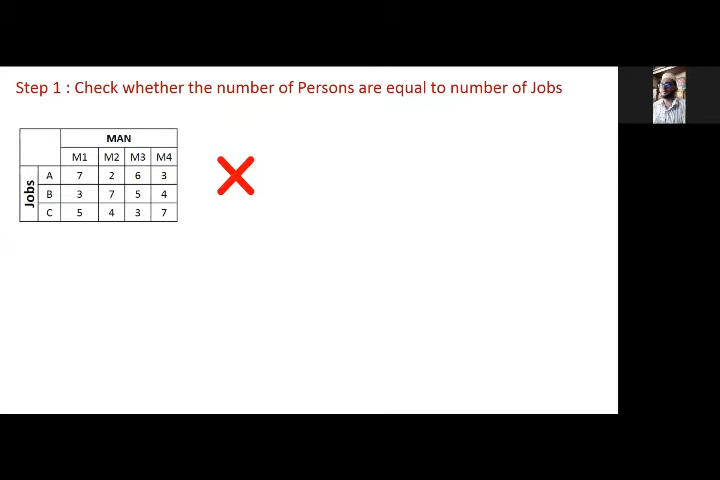 Step 1 : Check whether the number of Persons are equal to number of Jobs
MAN
M1 M2 M3 M4
Jobs
A 7 2 6 3
B 3 7 5 4
C 5 4 3 7